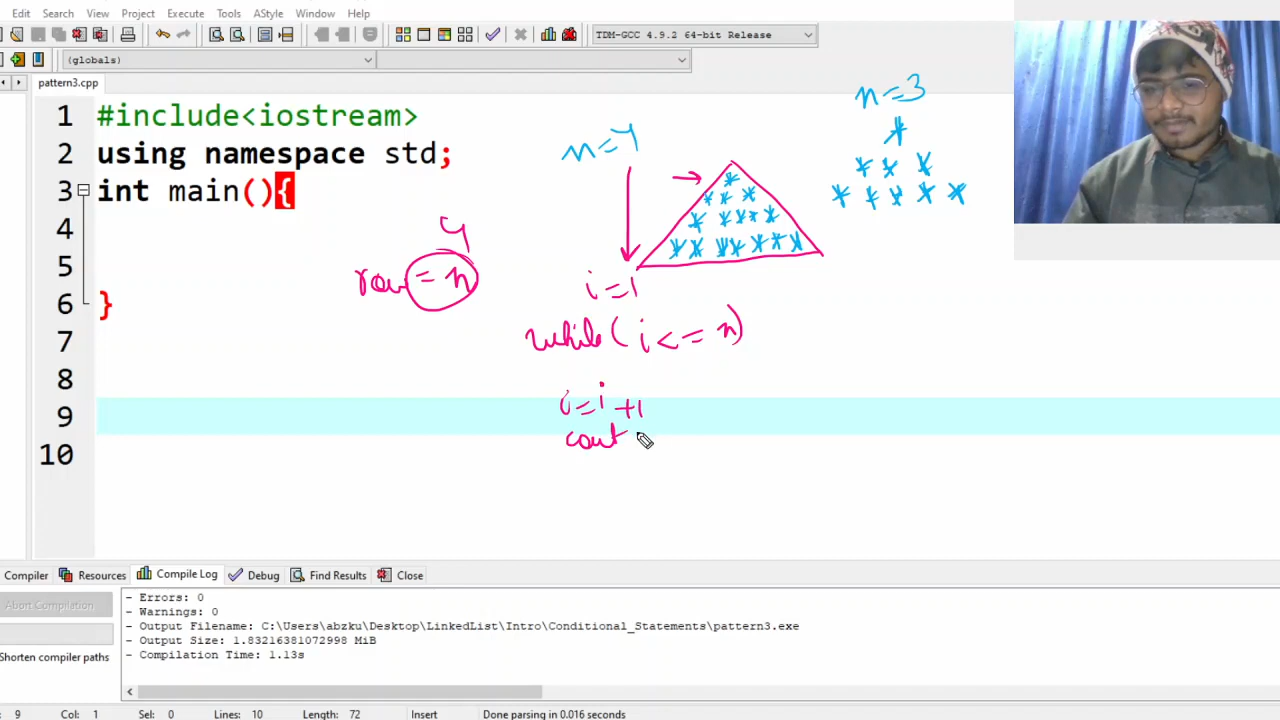 Edit Search View Project Execute Tools AStyle Window Help
TDM-GCC 4.9.2 64-bit Release
(globals)
pattern3.cpp
1 #include<iostream>
2 using namespace std;
3 int main(){
4
5
6 }
7
8
9
10
n=4
n=3
*
* * *
* * * * *
*
* * *
* * * * *
* * * * * * *
4
row = n
i=1
while( i <= n)
i=i+1
cout
Compiler Resources Compile Log Debug Find Results Close
Abort Compilation
Shorten compiler paths
- Errors: 0
- Warnings: 0
- Output Filename: C:\Users\abzku\Desktop\LinkedList\Intro\Conditional_Statements\pattern3.exe
- Output Size: 1.83216381072998 MiB
- Compilation Time: 1.13s
9 Col: 1 Sel: 0 Lines: 10 Length: 72 Insert Done parsing in 0.016 seconds